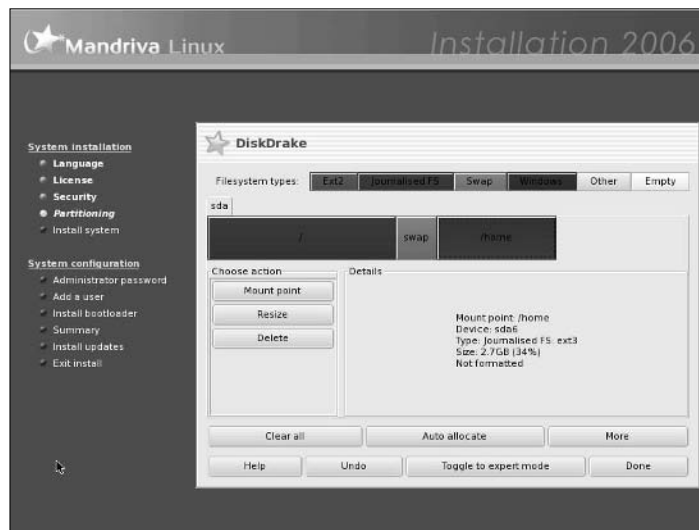 Mandriva Linux
Installation 2006
System installation
Language
License
Security
Partitioning
Install system
System configuration
Administrator password
Add a user
Install bootloader
Summary
Install updates
Exit install
DiskDrake
Filesystem types: Ext2 Journalised FS Swap Windows Other Empty
sda
/ swap /home
Choose action
Mount point
Resize
Delete
Details
Mount point: /home
Device: sda6
Type: Journalised FS: ext3
Size: 2.7GB (34%)
Not formatted
Clear all Auto allocate More
Help Undo Toggle to expert mode Done